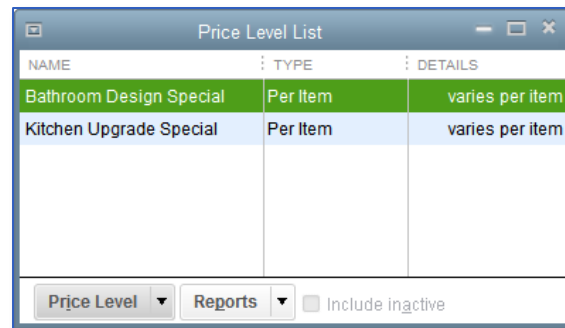 Price Level List
NAME TYPE DETAILS
Bathroom Design Special Per Item varies per item
Kitchen Upgrade Special Per Item varies per item
Price Level Reports Include inactive